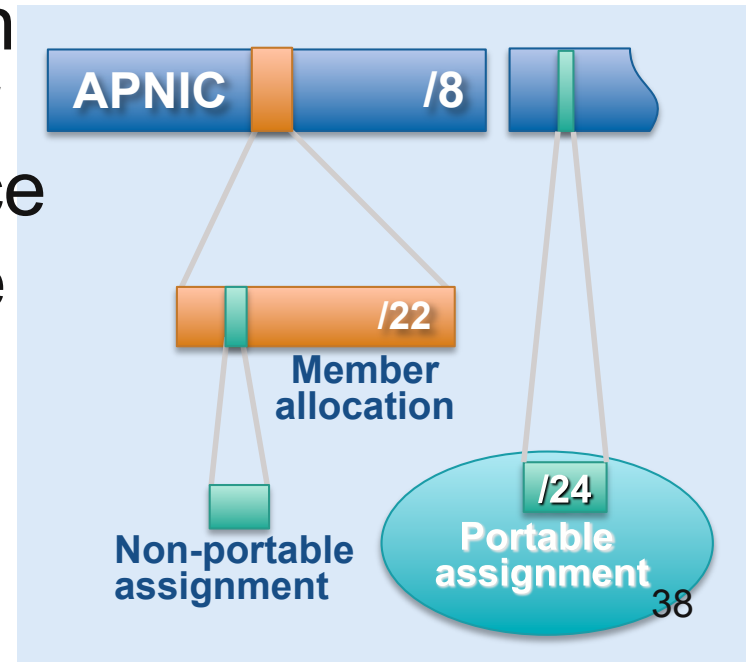 APNIC /8
/22
Member
allocation
Non-portable
assignment
/24
Portable
assignment
38